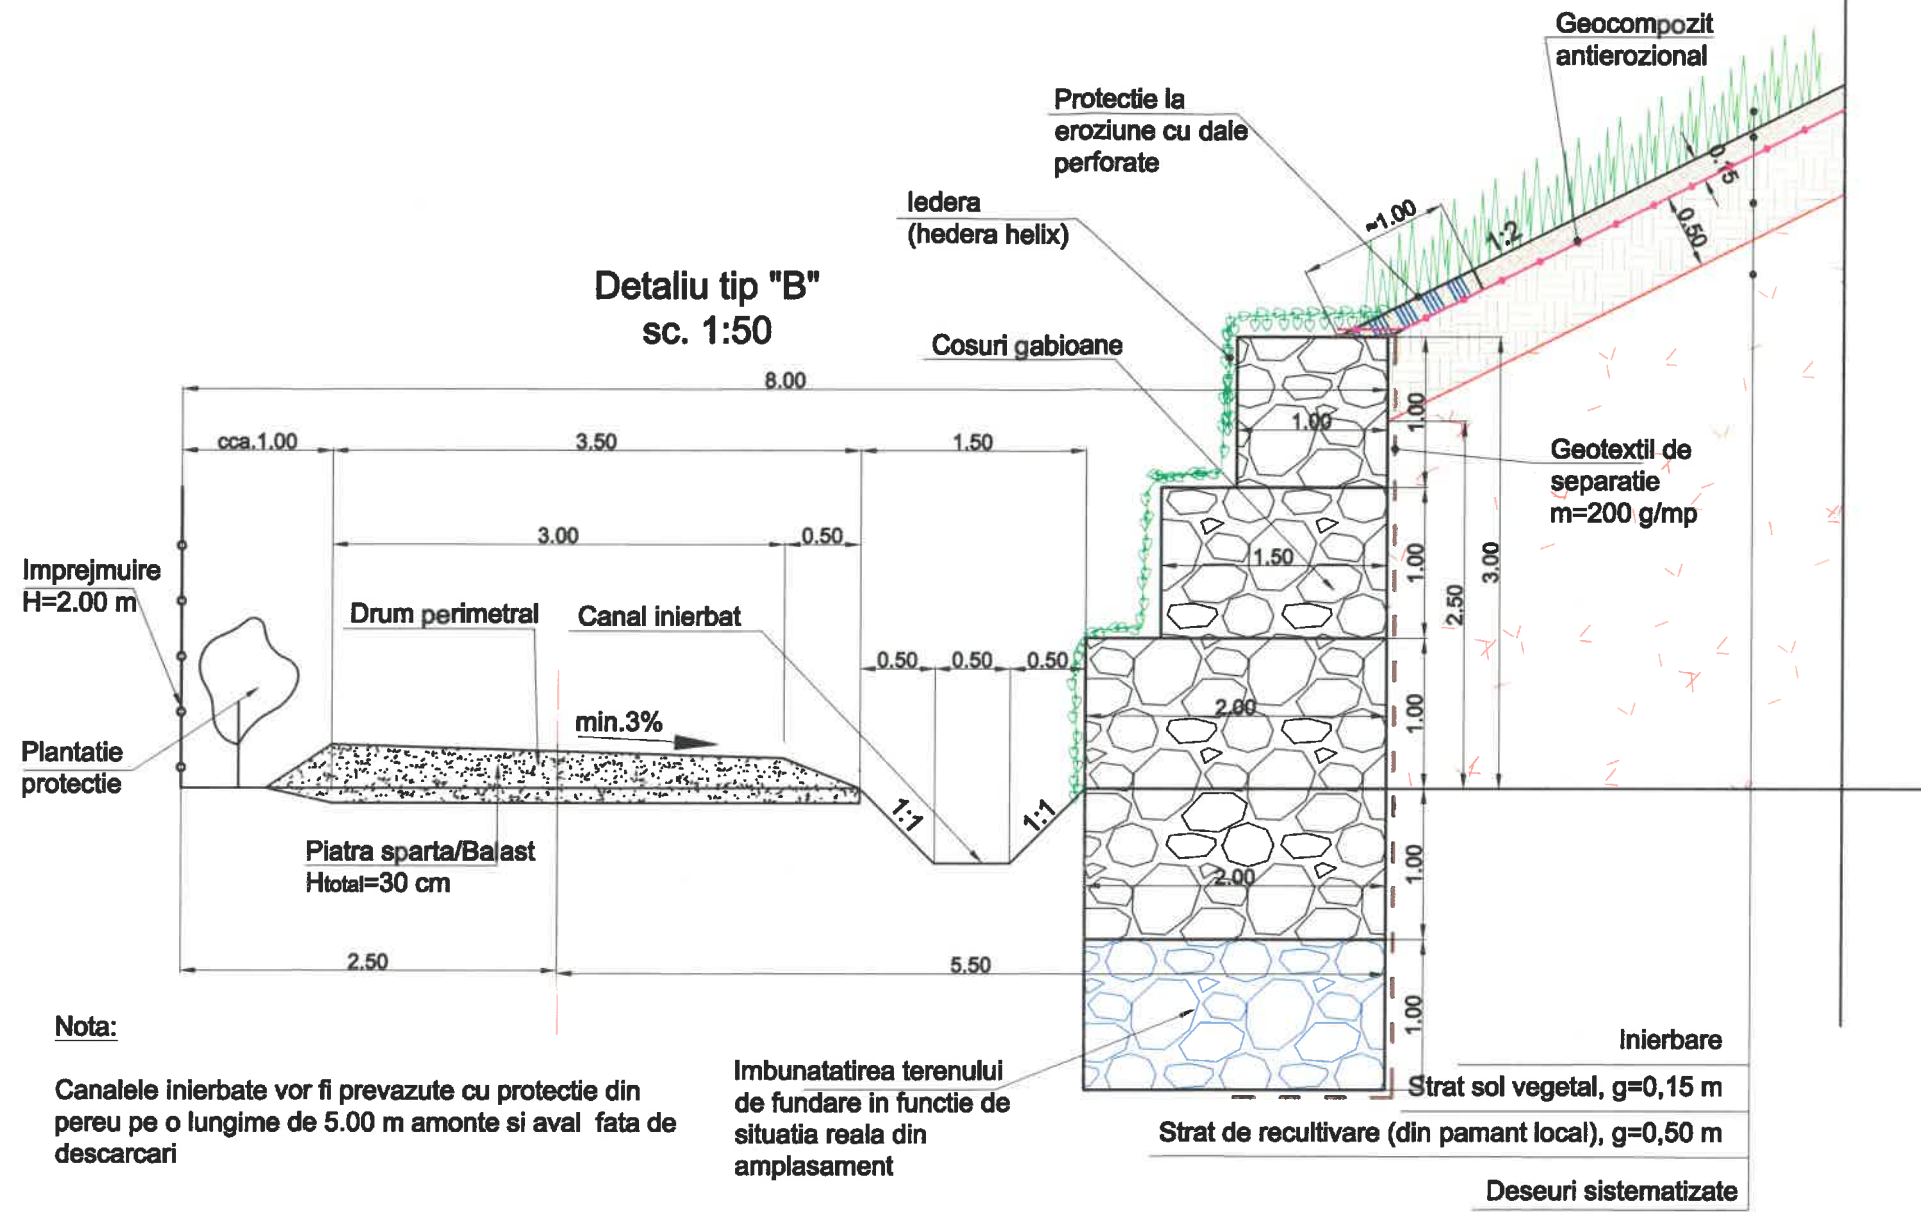 Geocompozit
antierozional
Protectie la
eroziune cu dale
perforate
Iedera
(hedera helix)
≈1.00
1:2
0.15
0.50
Detaliu tip "B"
sc. 1:50
Cosuri gabioane
8.00
cca.1.00
3.50
1.50
1.00
1.00
Geotextil de
separatie
m=200 g/mp
3.00
0.50
1.50
1.00
2.50
3.00
Imprejmuire
H=2.00 m
Drum perimetral
Canal inierbat
0.50
0.50
0.50
min.3%
2.00
1.00
Plantatie
protectie
1:1
1:1
Piatra sparta/Balast
Htotal=30 cm
2.00
1.00
2.50
5.50
1.00
Nota:
Canalele inierbate vor fi prevazute cu protectie din
pereu pe o lungime de 5.00 m amonte si aval fata de
descarcari
Imbunatatirea terenului
de fundare in functie de
situatia reala din
amplasament
Inierbare
Strat sol vegetal, g=0,15 m
Strat de recultivare (din pamant local), g=0,50 m
Deseuri sistematizate